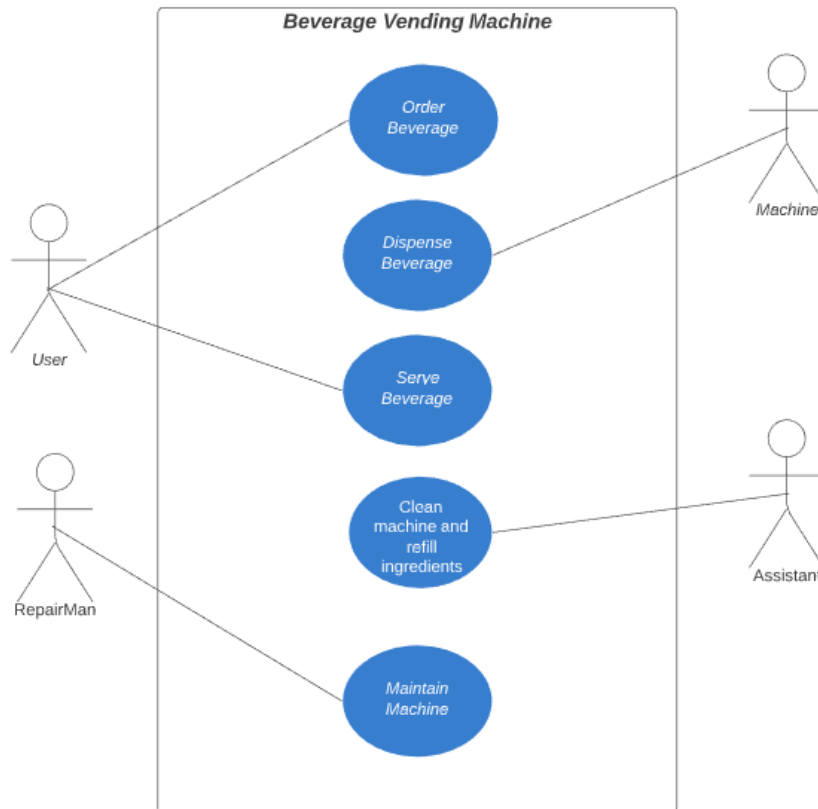 Beverage Vending Machine
Order
Beverage
Machine
Dispense
Beverage
User
Serve
Beverage
Clean
machine and
refill
ingredients
Assistant
RepairMan
Maintain
Machine